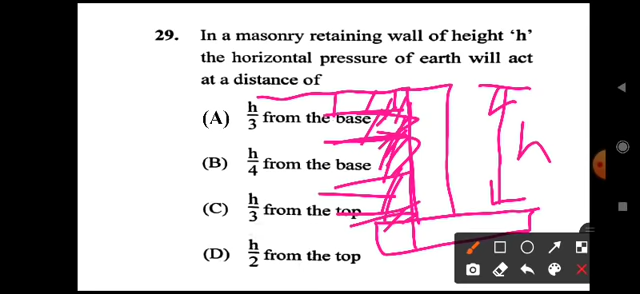 29. In a masonry retaining wall of height 'h'
the horizontal pressure of earth will act
at a distance of
(A) h/3 from the base
(B) h/4 from the base
(C) h/3 from the top
(D) h/2 from the top
h